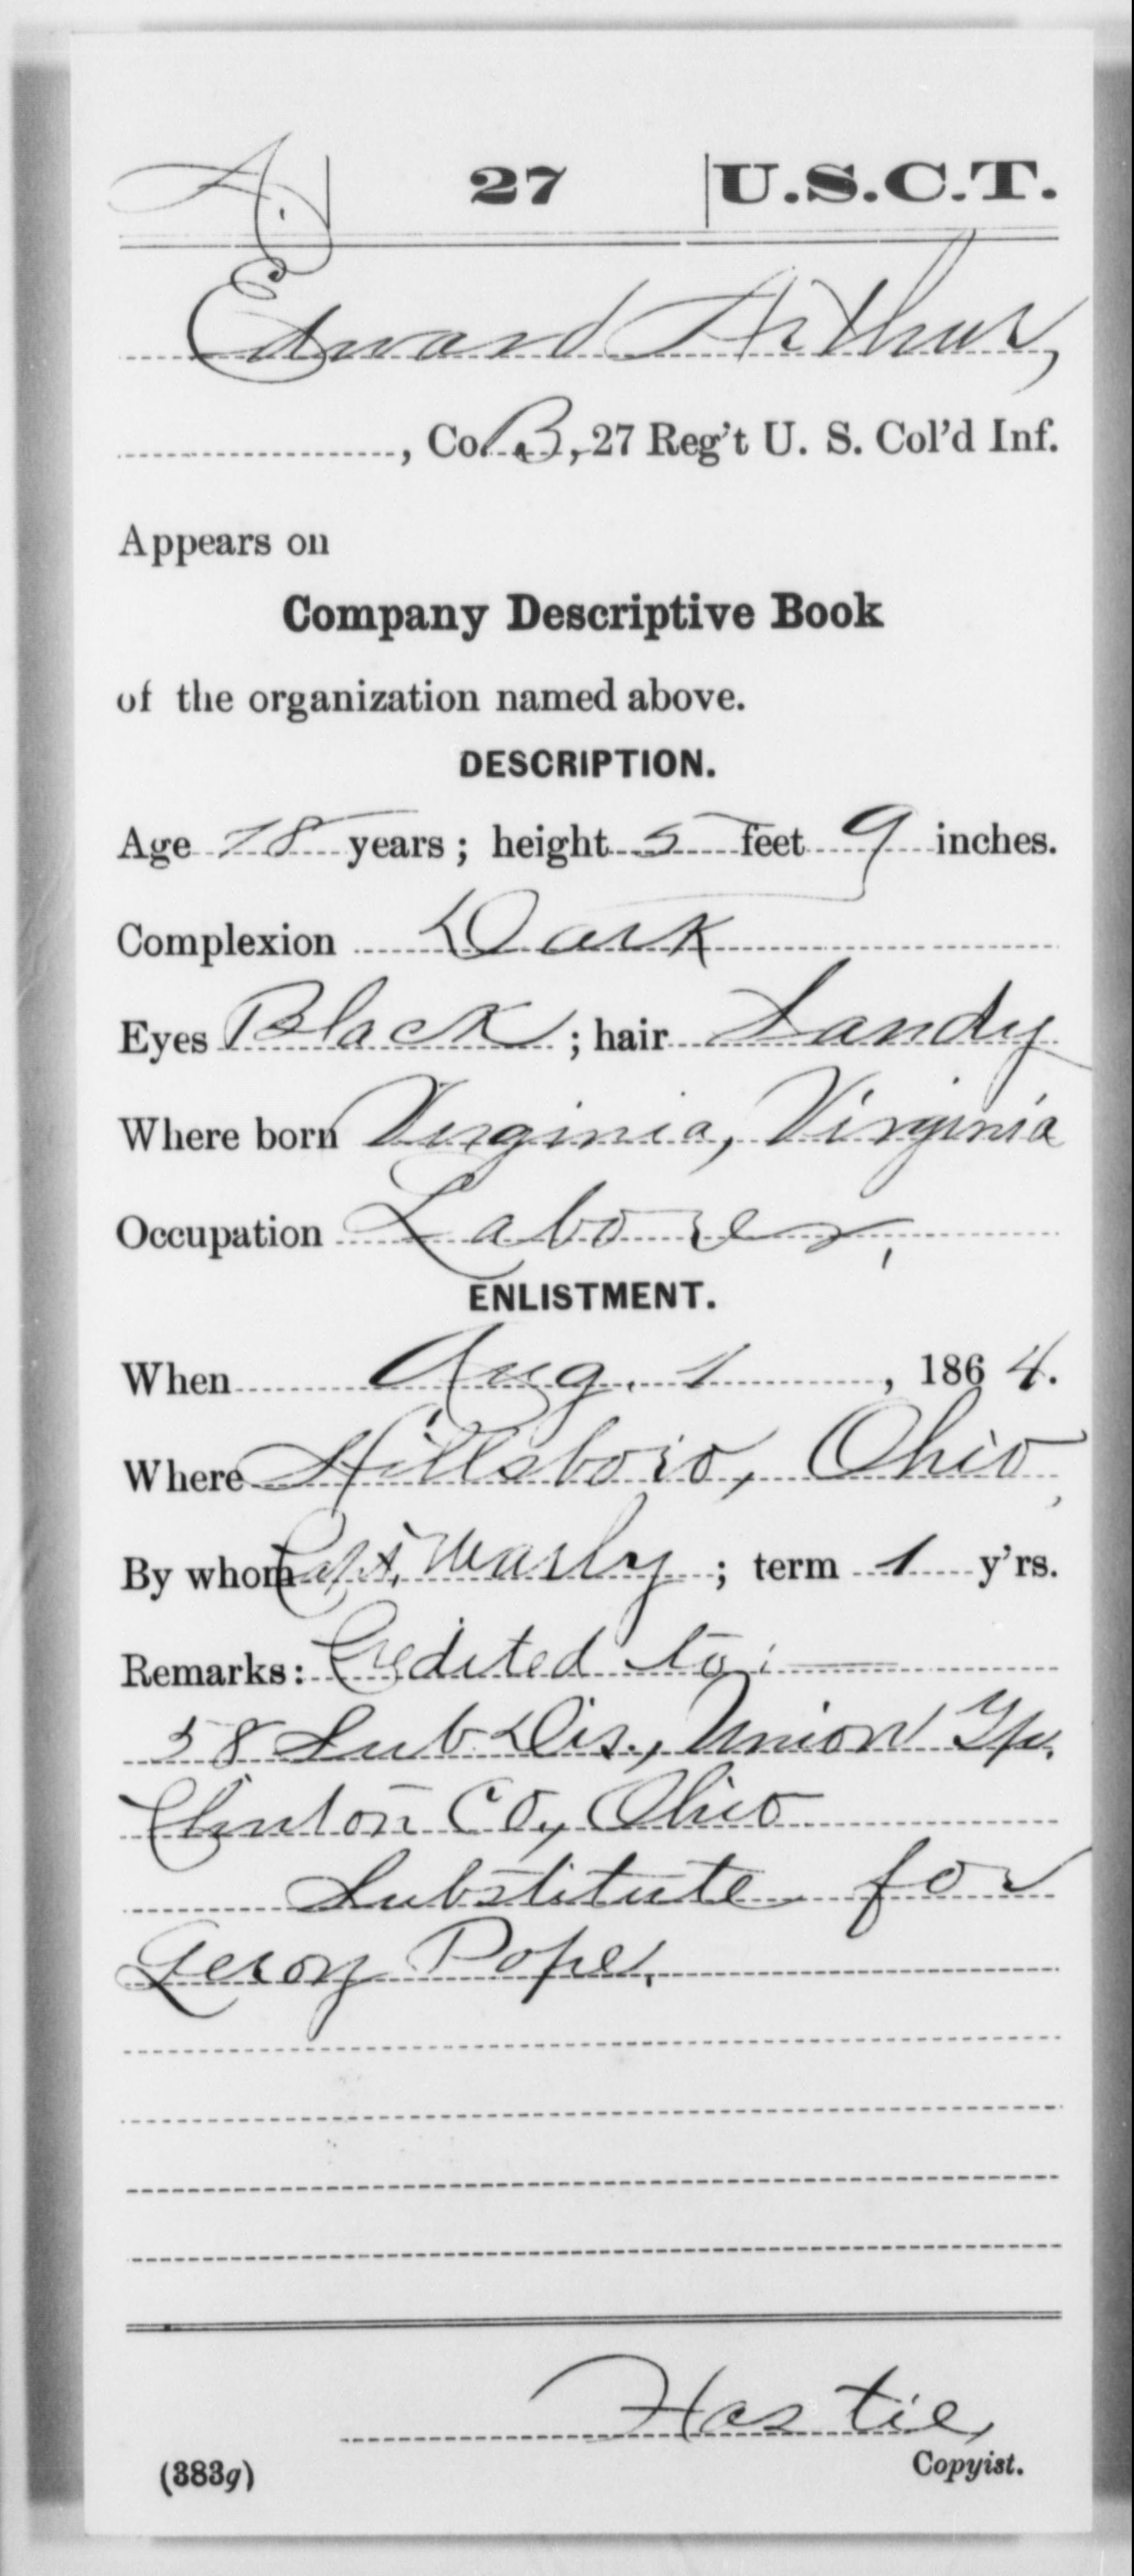 A. | 27 | U.S.C.T.
Edward Arthur,
, Co. B, 27 Reg't U. S. Col'd Inf.
Appears on
Company Descriptive Book
of the organization named above.
DESCRIPTION.
Age 18 years; height 5 feet 9 inches.
Complexion Dark
Eyes Black; hair Sandy
Where born Virginia, Virginia
Occupation Laborer,
ENLISTMENT.
When Aug. 1, 1864.
Where Hillsboro, Ohio,
By whom Capt. ; term 1 y'rs.
Remarks: Credited to:
58 Sub. Dis., Union Tp.
Clinton Co., Ohio
Substitute for
Leroy Pope.
Hastie,
(383g) Copyist.